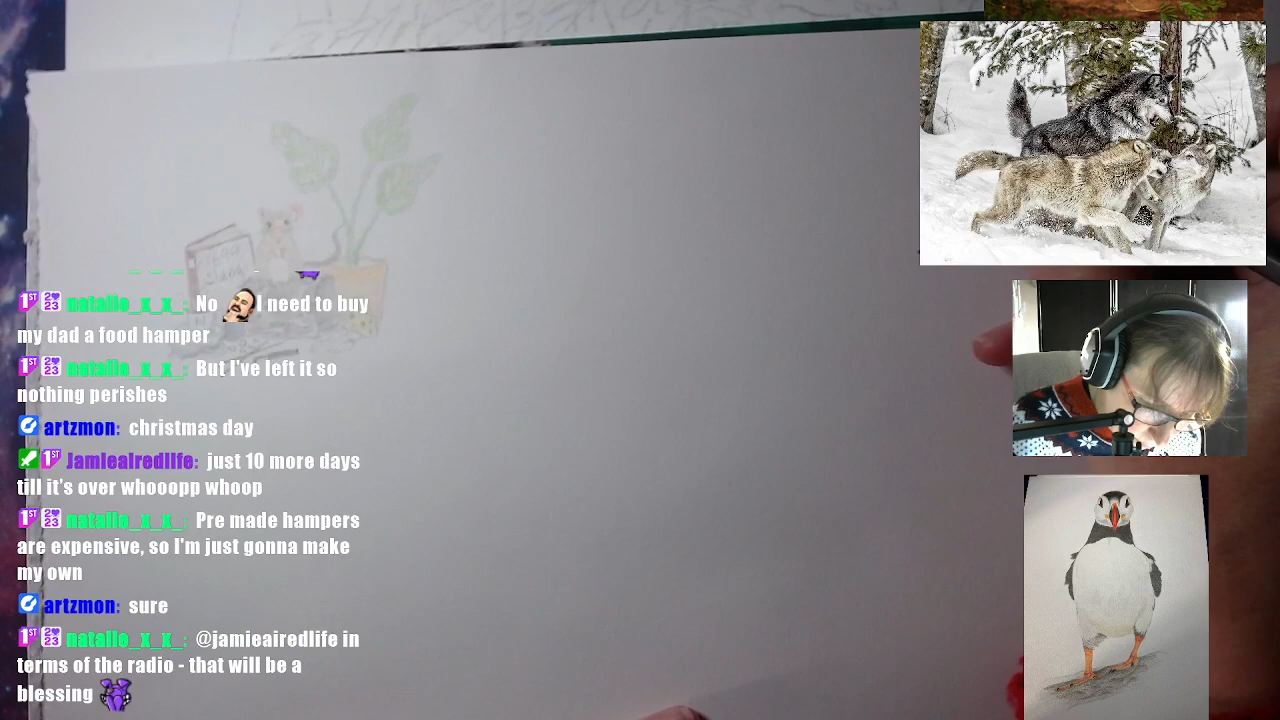 natalie_x_x_: No I need to buy
my dad a food hamper
natalie_x_x_: But I've left it so
nothing perishes
artzmon: christmas day
Jamieairedlife: just 10 more days
till it's over whooopp whoop
natalie_x_x_: Pre made hampers
are expensive, so I'm just gonna make
my own
artzmon: sure
natalie_x_x_: @jamieairedlife in
terms of the radio - that will be a
blessing